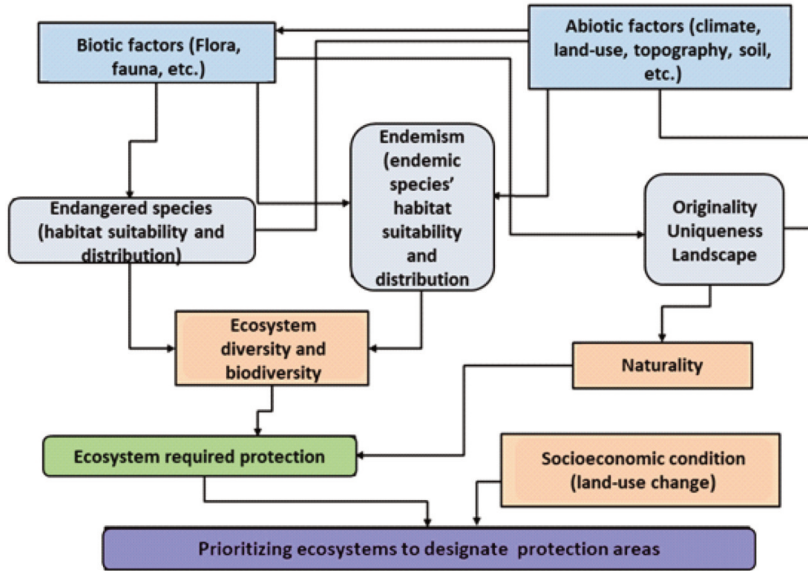 Biotic factors (Flora,
fauna, etc.)
Abiotic factors (climate,
land-use, topography, soil,
etc.)
Endemism
(endemic
species'
habitat
suitability
and
distribution
Endangered species
(habitat suitability and
distribution)
Originality
Uniqueness
Landscape
Ecosystem
diversity and
biodiversity
Naturality
Ecosystem required protection
Socioeconomic condition
(land-use change)
Prioritizing ecosystems to designate protection areas